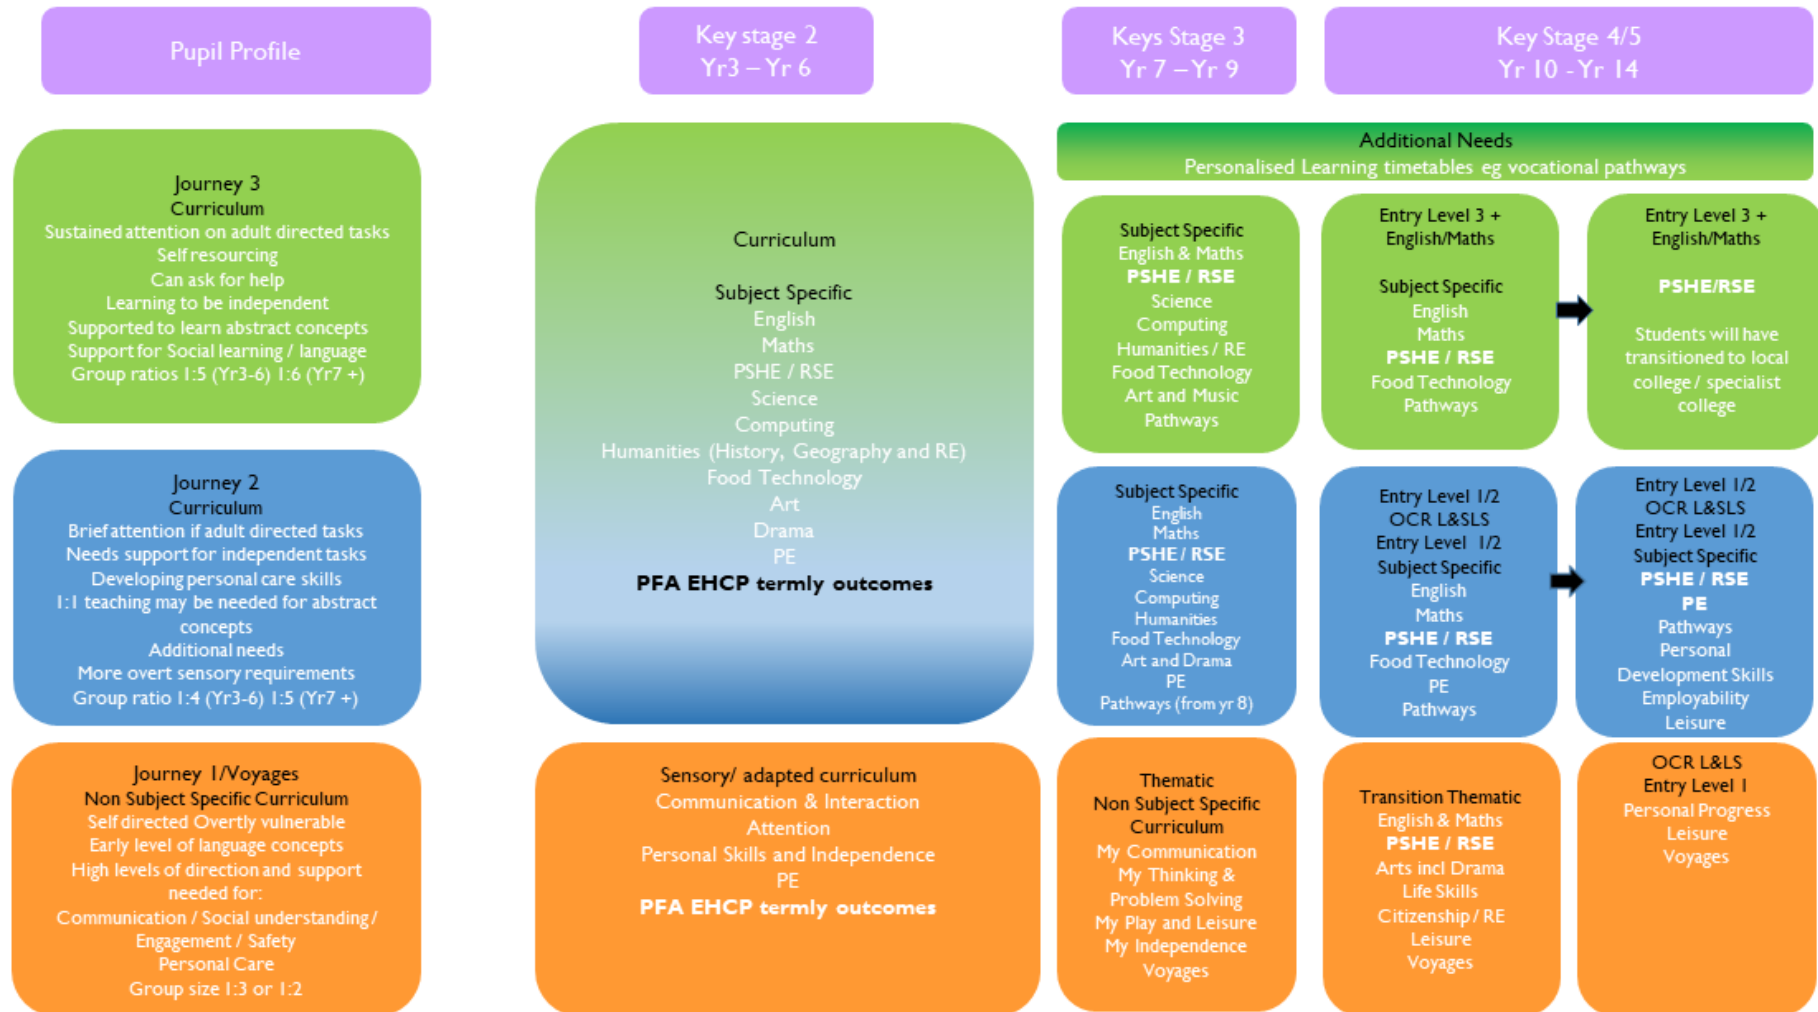 Pupil Profile
Key stage 2
Yr3 – Yr 6
Keys Stage 3
Yr 7 – Yr 9
Key Stage 4/5
Yr 10 - Yr 14
Additional Needs
Personalised Learning timetables eg vocational pathways
Journey 3
Curriculum
Sustained attention on adult directed tasks
Self resourcing
Can ask for help
Learning to be independent
Supported to learn abstract concepts
Support for Social learning / language
Group ratios 1:5 (Yr3-6) 1:6 (Yr7 +)
Curriculum
Subject Specific
English
Maths
PSHE / RSE
Science
Computing
Humanities (History, Geography and RE)
Food Technology
Art
Drama
PE
PFA EHCP termly outcomes
Subject Specific
English & Maths
PSHE / RSE
Science
Computing
Humanities / RE
Food Technology
Art and Music
Pathways
Entry Level 3 +
English/Maths
Subject Specific
English
Maths
PSHE / RSE
Food Technology
Pathways
Entry Level 3 +
English/Maths
PSHE/RSE
Students will have
transitioned to local
college / specialist
college
Journey 2
Curriculum
Brief attention if adult directed tasks
Needs support for independent tasks
Developing personal care skills
1:1 teaching may be needed for abstract
concepts
Additional needs
More overt sensory requirements
Group ratio 1:4 (Yr3-6) 1:5 (Yr7 +)
Subject Specific
English
Maths
PSHE / RSE
Science
Computing
Humanities
Food Technology
Art and Drama
PE
Pathways (from yr 8)
Entry Level 1/2
OCR L&SLS
Entry Level 1/2
Subject Specific
English
Maths
PSHE / RSE
Food Technology
PE
Pathways
Entry Level 1/2
OCR L&SLS
Entry Level 1/2
Subject Specific
PSHE / RSE
PE
Pathways
Personal
Development Skills
Employability
Leisure
Journey 1/Voyages
Non Subject Specific Curriculum
Self directed Overtly vulnerable
Early level of language concepts
High levels of direction and support
needed for:
Communication / Social understanding /
Engagement / Safety
Personal Care
Group size 1:3 or 1:2
Sensory/ adapted curriculum
Communication & Interaction
Attention
Personal Skills and Independence
PE
PFA EHCP termly outcomes
Thematic
Non Subject Specific
Curriculum
My Communication
My Thinking &
Problem Solving
My Play and Leisure
My Independence
Voyages
Transition Thematic
English & Maths
PSHE / RSE
Arts incl Drama
Life Skills
Citizenship / RE
Leisure
Voyages
OCR L&LS
Entry Level 1
Personal Progress
Leisure
Voyages